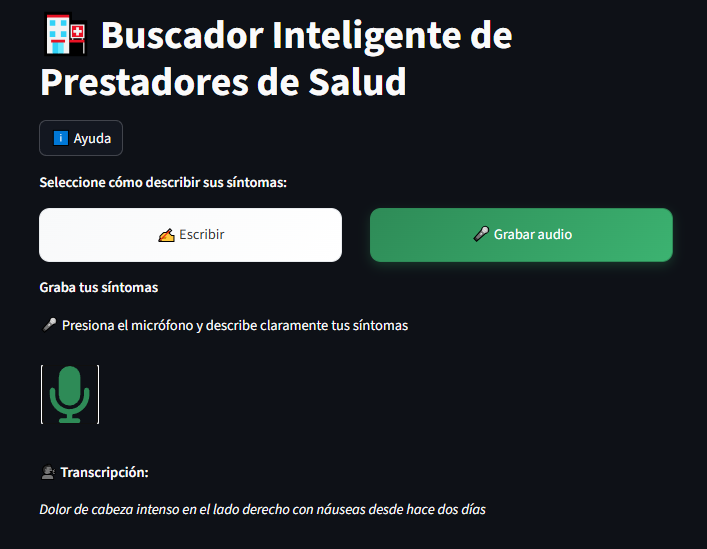 Buscador Inteligente de
Prestadores de Salud
Ayuda
Seleccione cómo describir sus síntomas:
Escribir
Grabar audio
Graba tus síntomas
Presiona el micrófono y describe claramente tus síntomas
Transcripción:
Dolor de cabeza intenso en el lado derecho con náuseas desde hace dos días